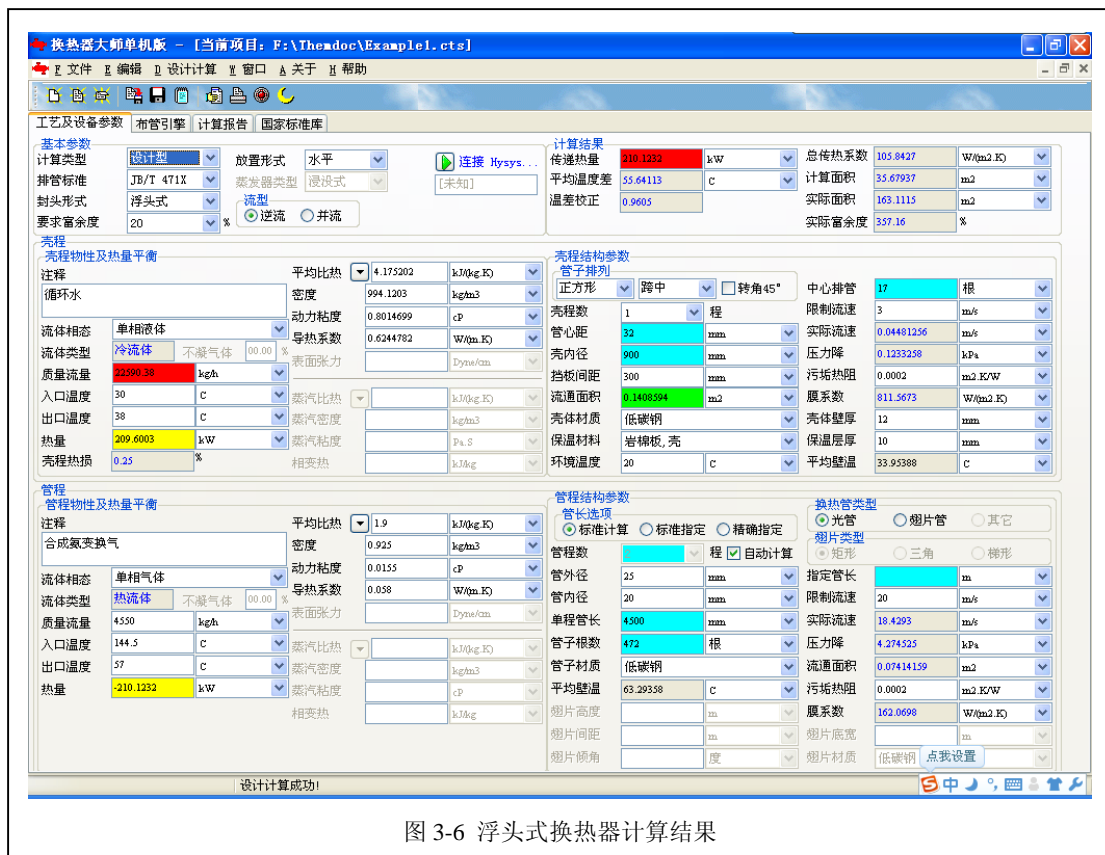 换热器大师单机版 - [当前项目: F:\Themdoc\Example1.cts]
F 文件 E 编辑 D 设计计算 W 窗口 A 关于 H 帮助
工艺及设备参数 布管引擎 计算报告 国家标准库
基本参数
计算类型 设计型 放置形式 水平 连接 Hysys...
排管标准 JB/T 471X 蒸发器类型 浸没式 [未知]
封头形式 浮头式 流型
要求富余度 20 % 逆流 并流
计算结果
传递热量 210.1232 kW 总传热系数 105.8427 W/(m2.K)
平均温度差 55.64113 C 计算面积 35.67937 m2
温差校正 0.9605 实际面积 163.1115 m2
实际富余度 357.16 %
壳程
壳程物性及热量平衡
注释 平均比热 4.175202 kJ/(kg.K)
循环水 密度 994.1203 kg/m3
动力粘度 0.8014699 cP
流体相态 单相液体 导热系数 0.6244782 W/(m.K)
流体类型 冷流体 不凝气体 00.00 % 表面张力 Dyne/cm
质量流量 22590.38 kg/h
入口温度 30 C 蒸汽比热 kJ/(kg.K)
出口温度 38 C 蒸汽密度 kg/m3
热量 209.6003 kW 蒸汽粘度 Pa.S
壳程热损 0.25 % 相变热 kJ/kg
壳程结构参数
管子排列
正方形 跨中 转角45° 中心排管 17 根
壳程数 1 程 限制流速 3 m/s
管心距 32 mm 实际流速 0.04481256 m/s
壳内径 900 mm 压力降 0.1233258 kPa
挡板间距 300 mm 污垢热阻 0.0002 m2.K/W
流通面积 0.1408594 m2 膜系数 811.5673 W/(m2.K)
壳体材质 低碳钢 壳体壁厚 12 mm
保温材料 岩棉板,壳 保温层厚 10 mm
环境温度 20 C 平均壁温 33.95388 C
管程
管程物性及热量平衡
注释 平均比热 1.9 kJ/(kg.K)
合成氨变换气 密度 0.925 kg/m3
动力粘度 0.0155 cP
流体相态 单相气体 导热系数 0.058 W/(m.K)
流体类型 热流体 不凝气体 00.00 % 表面张力 Dyne/cm
质量流量 4550 kg/h
入口温度 144.5 C 蒸汽比热 kJ/(kg.K)
出口温度 57 C 蒸汽密度 kg/m3
热量 -210.1232 kW 蒸汽粘度 cP
相变热 kJ/kg
管程结构参数
管长选项 换热管类型
标准计算 标准指定 精确指定 光管 翅片管 其它
翅片类型
管程数 程 自动计算 矩形 三角 梯形
管外径 25 mm 指定管长 m
管内径 20 mm 限制流速 20 m/s
单程管长 4500 mm 实际流速 18.4293 m/s
管子根数 472 根 压力降 4.274525 kPa
管子材质 低碳钢 流通面积 0.07414159 m2
平均壁温 63.29358 C 污垢热阻 0.0002 m2.K/W
翅片高度 m 膜系数 162.0698 W/(m2.K)
翅片间距 m 翅片底宽 m
翅片倾角 度 翅片材质 低碳钢 点我设置
设计计算成功! 中
图 3-6 浮头式换热器计算结果